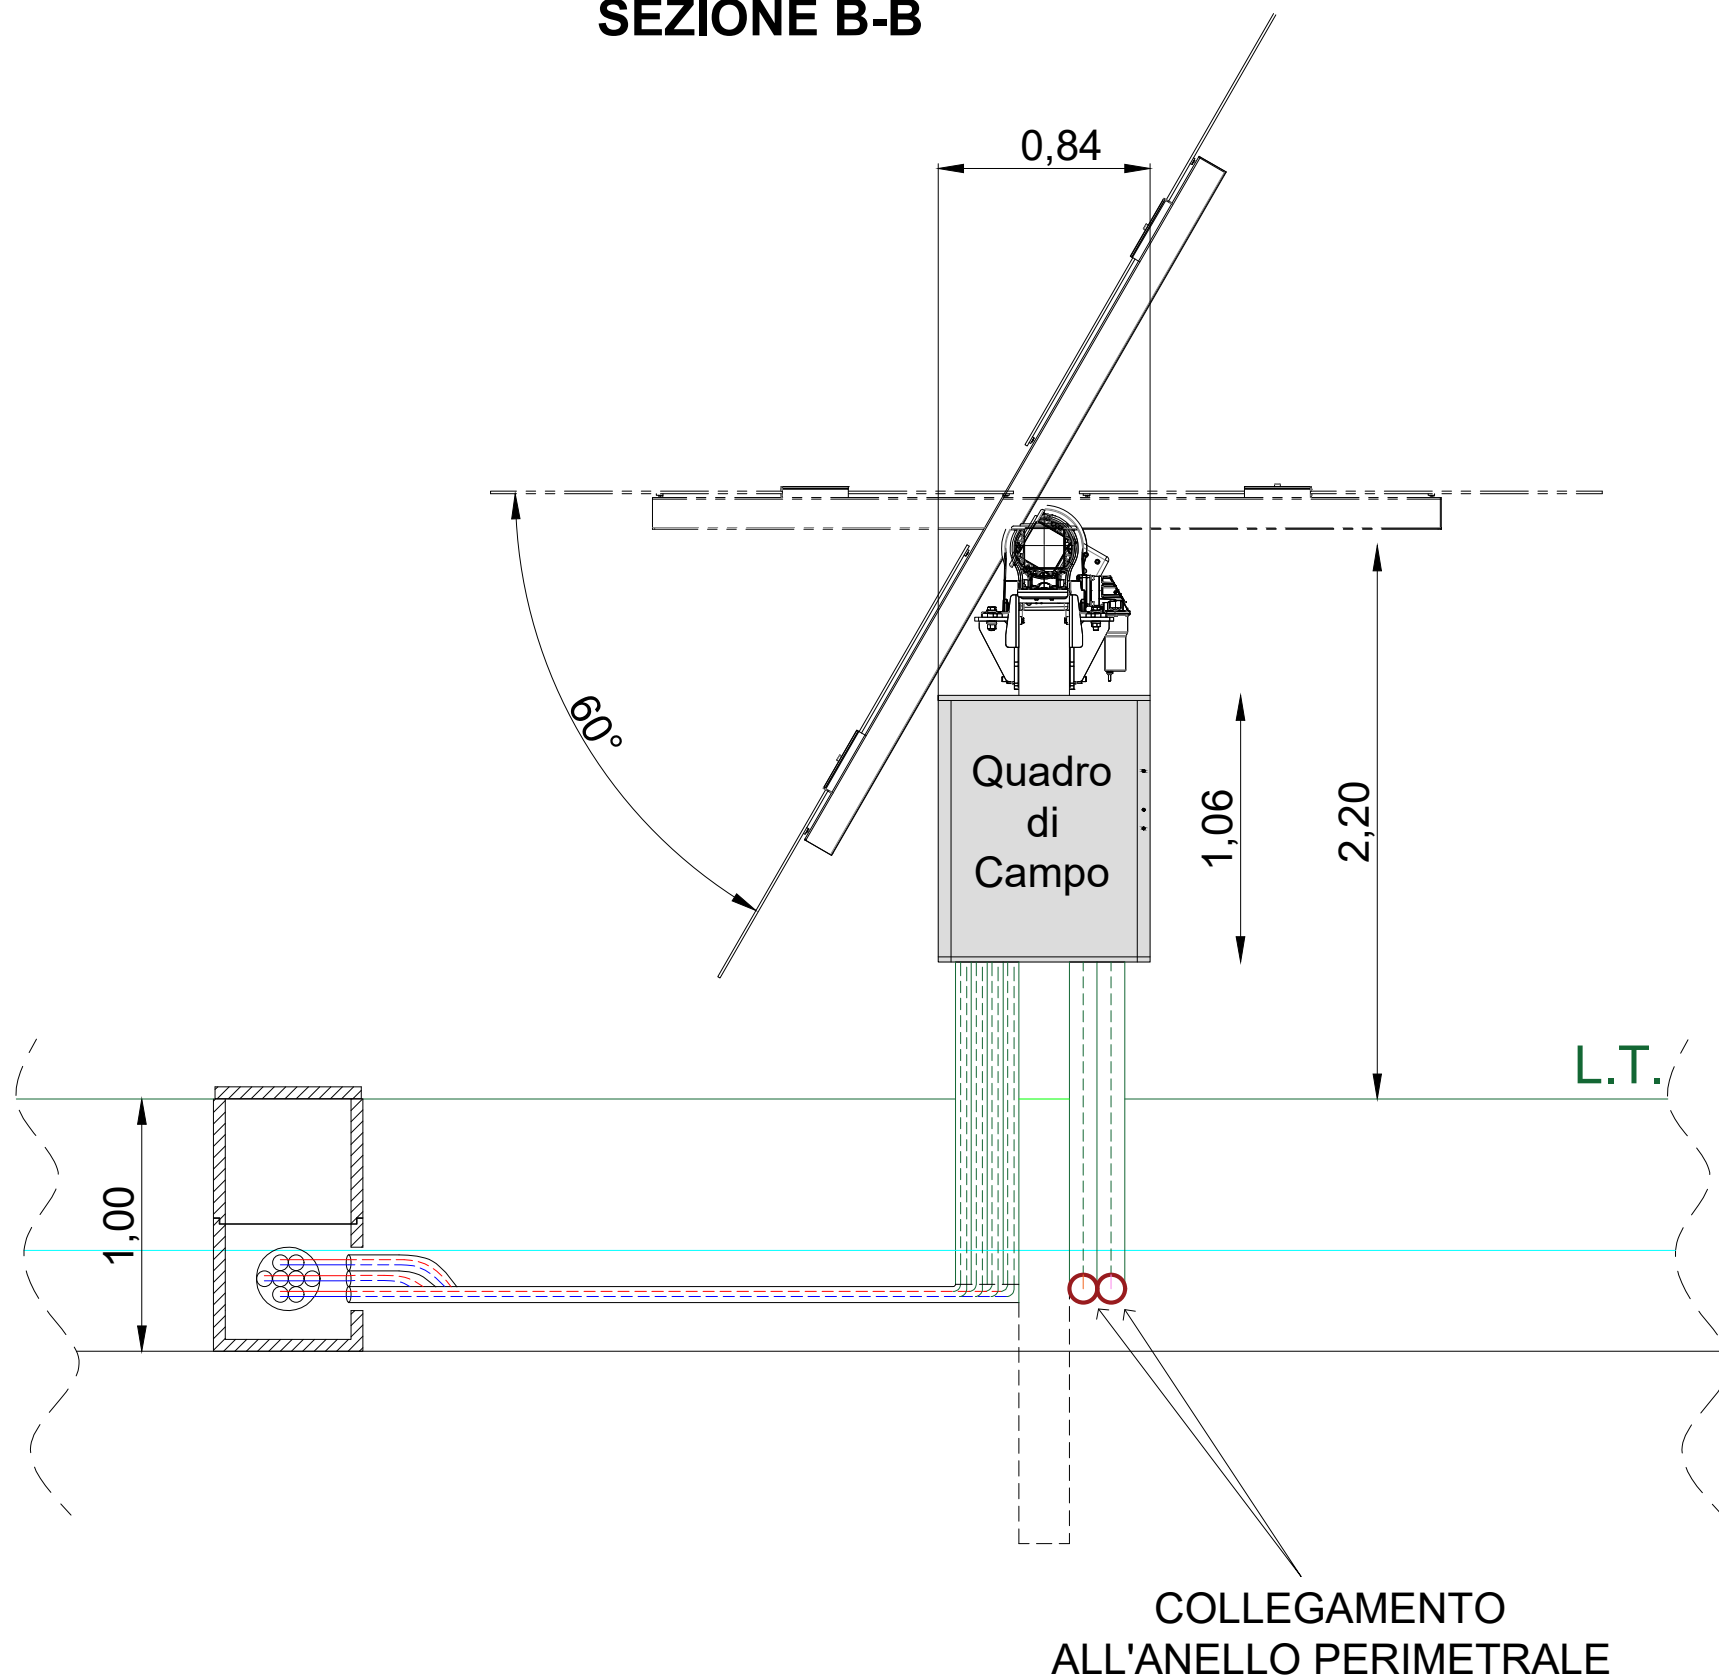 SEZIONE B-B
0,84
60°
Quadro
di
Campo
1,06
2,20
L.T.
1,00
COLLEGAMENTO
ALL'ANELLO PERIMETRALE